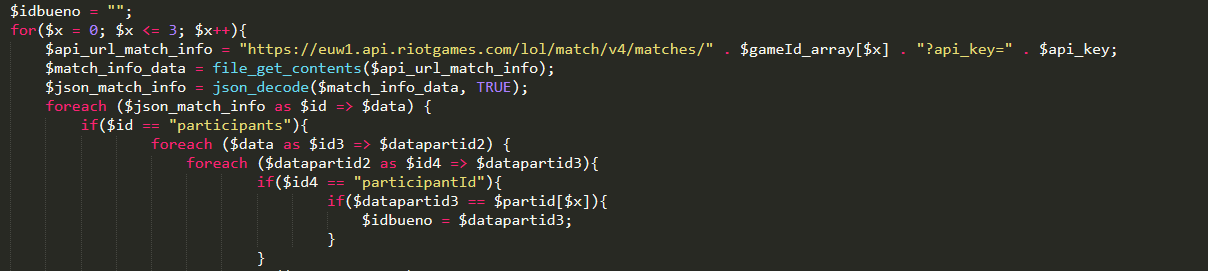 $idbueno = "";
for($x = 0; $x <= 3; $x++){
$api_url_match_info = "https://euw1.api.riotgames.com/lol/match/v4/matches/" . $gameId_array[$x] . "?api_key=" . $api_key;
$match_info_data = file_get_contents($api_url_match_info);
$json_match_info = json_decode($match_info_data, TRUE);
foreach ($json_match_info as $id => $data) {
if($id == "participants"){
foreach ($data as $id3 => $datapartid2) {
foreach ($datapartid2 as $id4 => $datapartid3){
if($id4 == "participantId"){
if($datapartid3 == $partid[$x]){
$idbueno = $datapartid3;
}
}